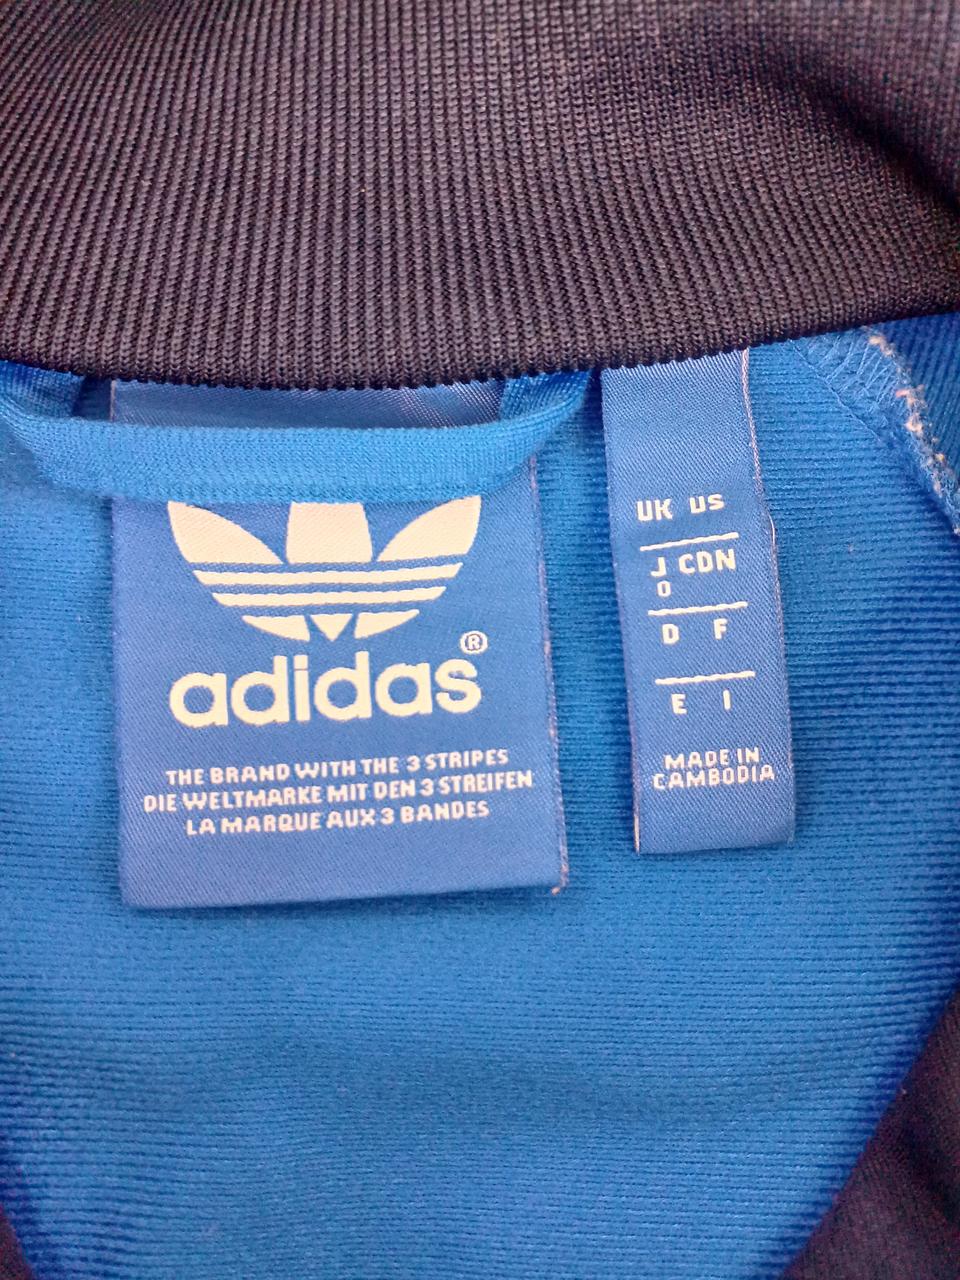 adidas®
THE BRAND WITH THE 3 STRIPES
DIE WELTMARKE MIT DEN 3 STREIFEN
LA MARQUE AUX 3 BANDES
UK US
J CDN
O
D F
E I
MADE IN
CAMBODIA